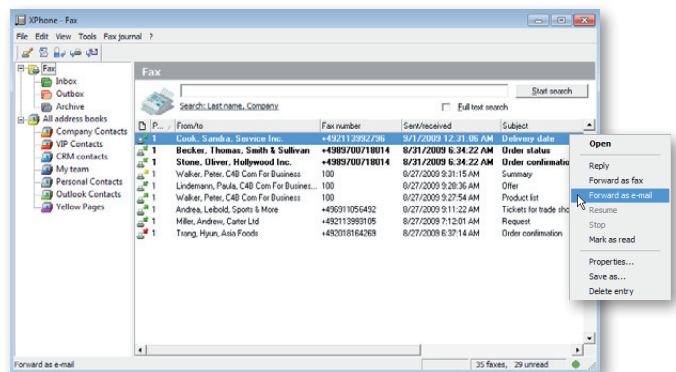 XPhone - Fax
File Edit View Tools Fax journal ?
Fax
Inbox
Outbox
Archive
All address books
Company Contacts
VIP Contacts
CRM contacts
My team
Personal Contacts
Outlook Contacts
Yellow Pages
Fax
Start search
Search: Last name, Company
Full text search
P... / From/to Fax number Sent/received Subject
1 Cook, Sandra, Service Inc. +492113992796 9/1/2009 12:31:06 AM Delivery date
1 Becker, Thomas, Smith & Sullivan +4989700718014 8/31/2009 6:34:22 AM Order status
1 Stone, Oliver, Hollywood Inc. +4989700718014 8/31/2009 6:34:22 AM Order confirmatio
1 Walker, Peter, C4B Com For Business 100 8/27/2009 9:31:15 AM Summary
1 Lindemann, Paula, C4B Com For Busines... 100 8/27/2009 9:28:36 AM Offer
1 Walker, Peter, C4B Com For Business 100 8/27/2009 9:27:54 AM Product list
1 Andrea, Leibold, Sports & More +496911056492 8/27/2009 9:11:22 AM Tickets for trade sho
1 Miller, Andrew, Carter Ltd +492113993105 8/27/2009 7:12:01 AM Request
1 Trang, Hyun, Asia Foods +492018164269 8/27/2009 6:37:14 AM Order confirmation
Open
Reply
Forward as fax
Forward as e-mail
Resume
Stop
Mark as read
Properties...
Save as...
Delete entry
Forward as e-mail
35 faxes, 29 unread